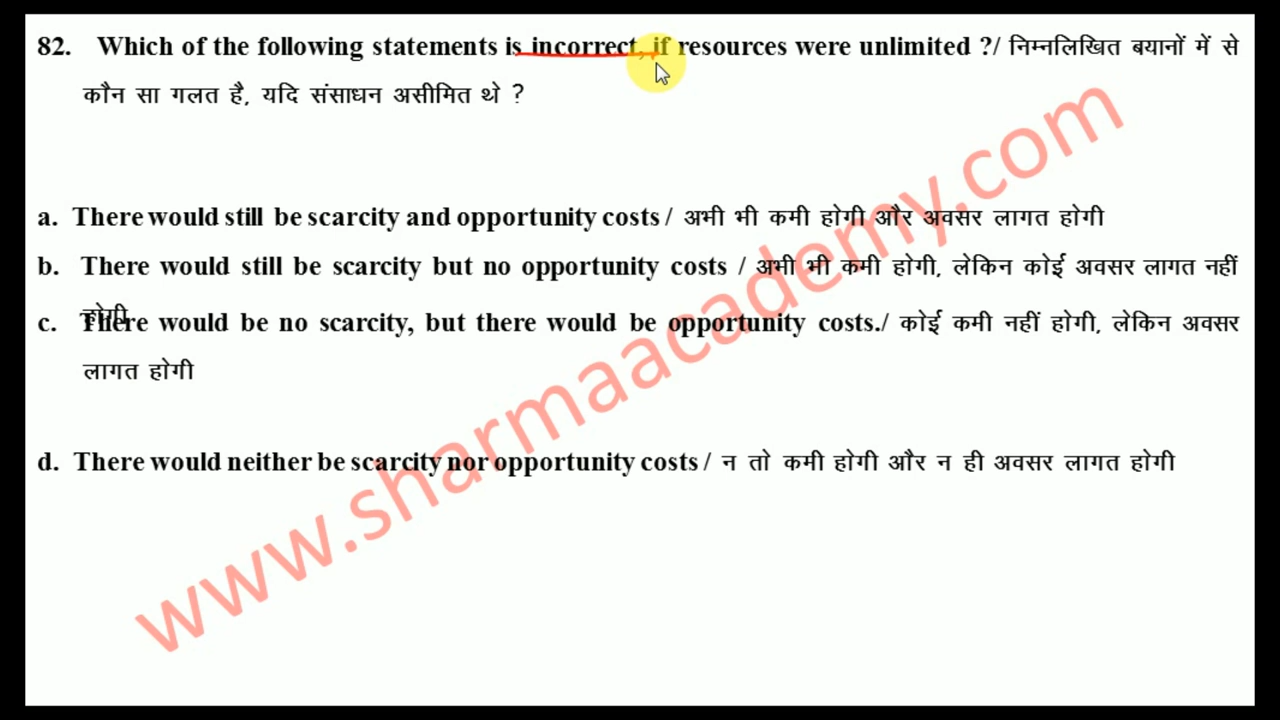 82. Which of the following statements is incorrect, if resources were unlimited ?/ निम्नलिखित बयानों में से
कौन सा गलत है, यदि संसाधन असीमित थे ?
a. There would still be scarcity and opportunity costs / अभी भी कमी होगी और अवसर लागत होगी
b. There would still be scarcity but no opportunity costs / अभी भी कमी होगी, लेकिन कोई अवसर लागत नहीं
होगी
c. There would be no scarcity, but there would be opportunity costs./ कोई कमी नहीं होगी, लेकिन अवसर
लागत होगी
d. There would neither be scarcity nor opportunity costs / न तो कमी होगी और न ही अवसर लागत होगी
www.sharmaacademy.com